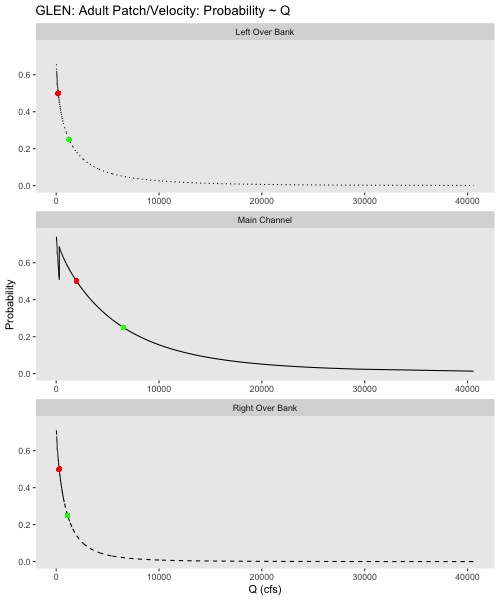 GLEN: Adult Patch/Velocity: Probability ~ Q
Left Over Bank
0.6
0.4
0.2
0.0
0 10000 20000 30000 40000
Main Channel
0.6
0.4
0.2
0.0
0 10000 20000 30000 40000
Probability
Right Over Bank
0.6
0.4
0.2
0.0
0 10000 20000 30000 40000
Q (cfs)